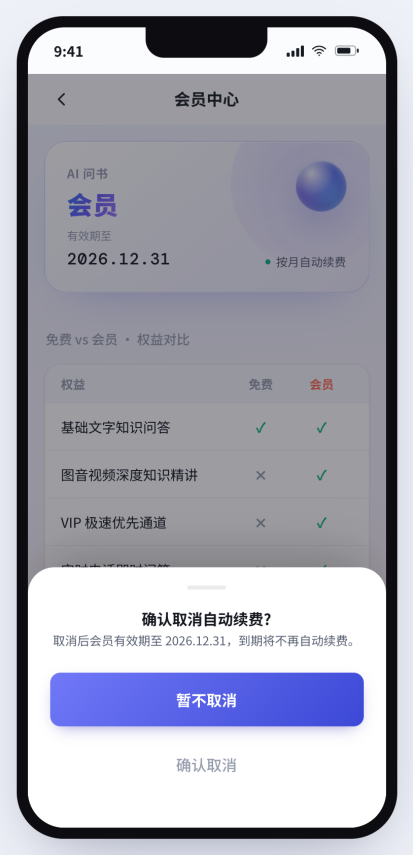 9:41
会员中心
AI 问书
会员
有效期至
2026.12.31
按月自动续费
免费 vs 会员 · 权益对比
权益 免费 会员
基础文字知识问答 ✓ ✓
图音视频深度知识精讲 ✕ ✓
VIP 极速优先通道 ✕ ✓
确认取消自动续费?
取消后会员有效期至 2026.12.31，到期将不再自动续费。
暂不取消
确认取消